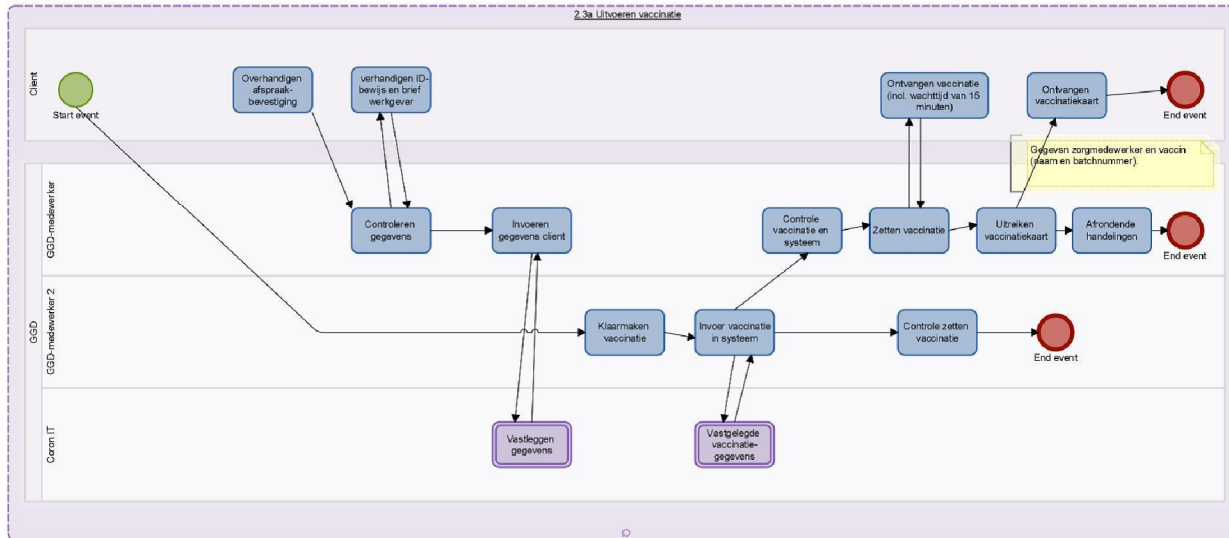 2.3a Uitvoeren vaccinatie
Client
Start event
Overhandigen
afspraak-
bevestiging
verhandigen ID-
bewijs en brief
werkgever
Ontvangen vaccinatie
(incl. wachttijd van 15
minuten)
Ontvangen
vaccinatiekaart
End event
Gegeven zorgmedewerker en vaccin
(naam en batchnummer).
GGD
GGD-medewerker
Controleren
gegevens
Invoeren
gegevens client
Controle
vaccinatie en
systeem
Zetten vaccinatie
Uitreiken
vaccinatiekaart
Afrondende
handelingen
End event
GGD-medewerker 2
Klaarmaken
vaccinatie
Invoer vaccinatie
in systeem
Controle zetten
vaccinatie
End event
Coron IT
Vastleggen
gegevens
Vastgelegde
vaccinatie-
gegevens